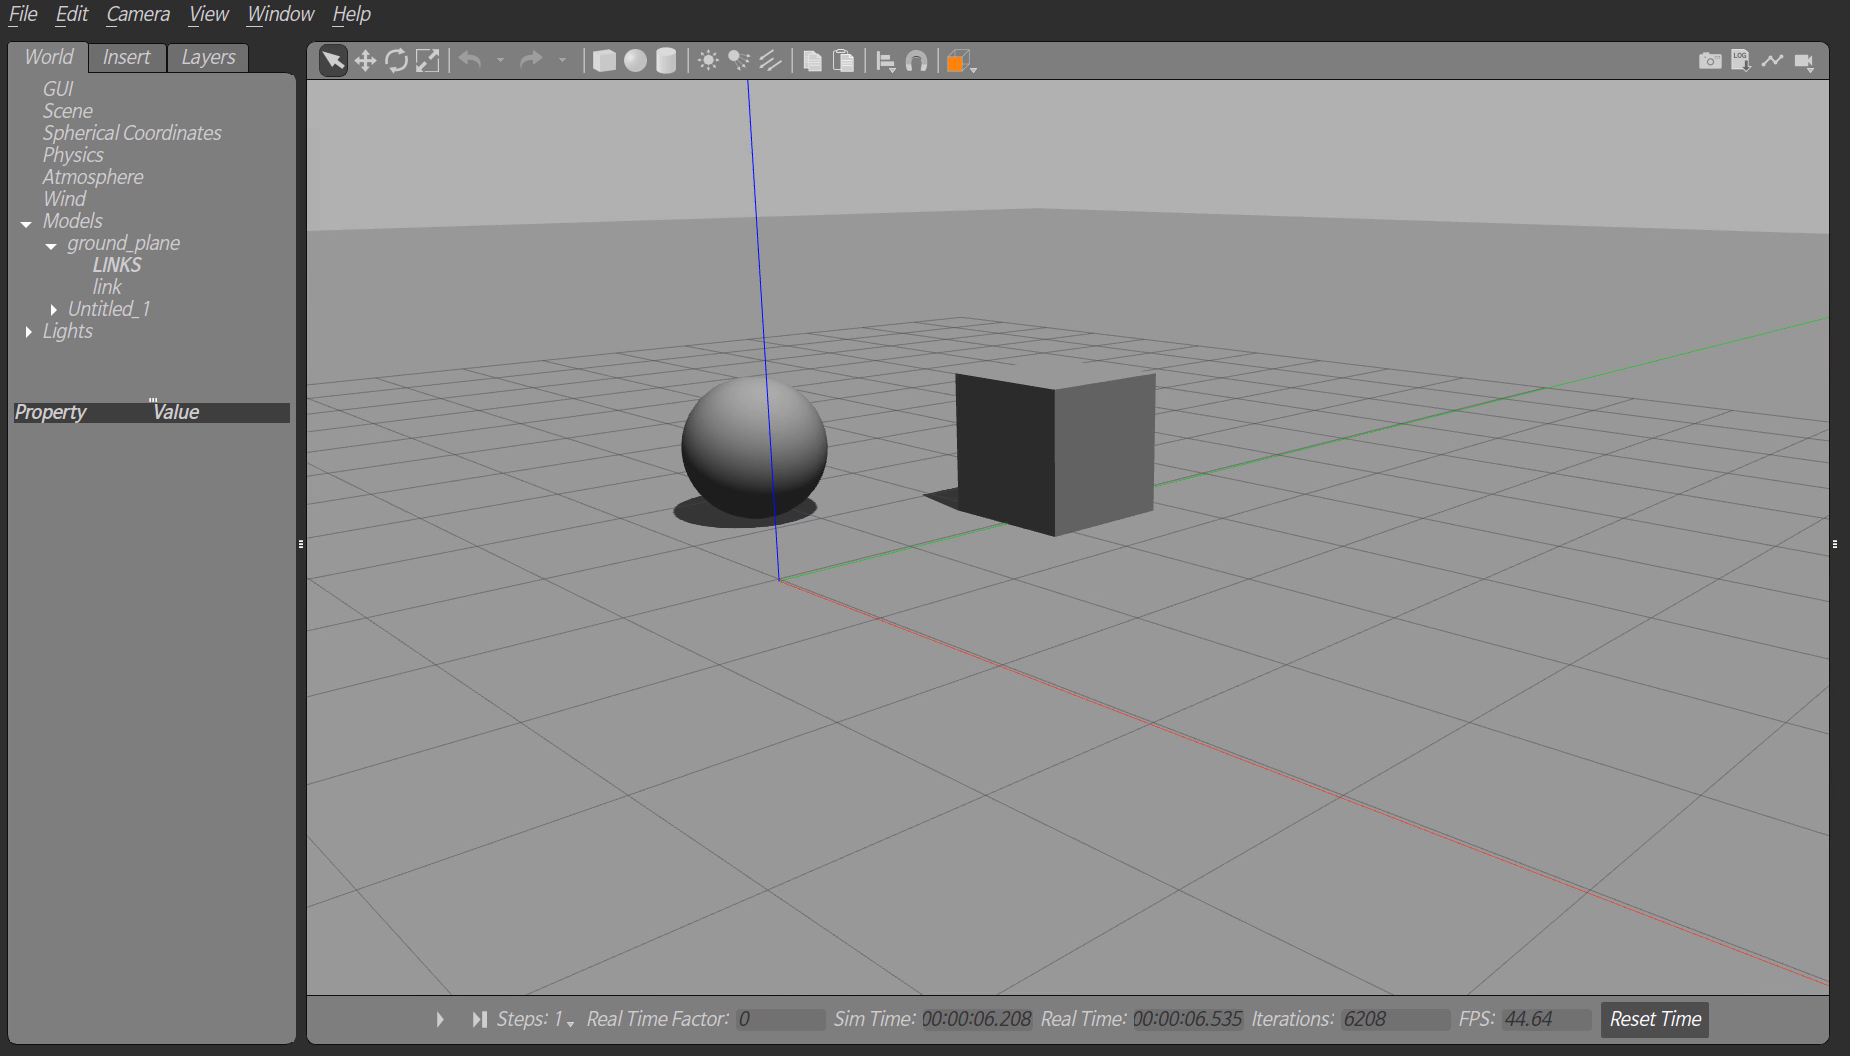 File Edit Camera View Window Help
World Insert Layers
LOG
GUI
Scene
Spherical Coordinates
Physics
Atmosphere
Wind
Models
ground_plane
LINKS
link
Untitled_1
Lights
Property Value
Steps: 1 Real Time Factor: 0 Sim Time: 00:00:06.208 Real Time: 00:00:06.535 Iterations: 6208 FPS: 44.64 Reset Time